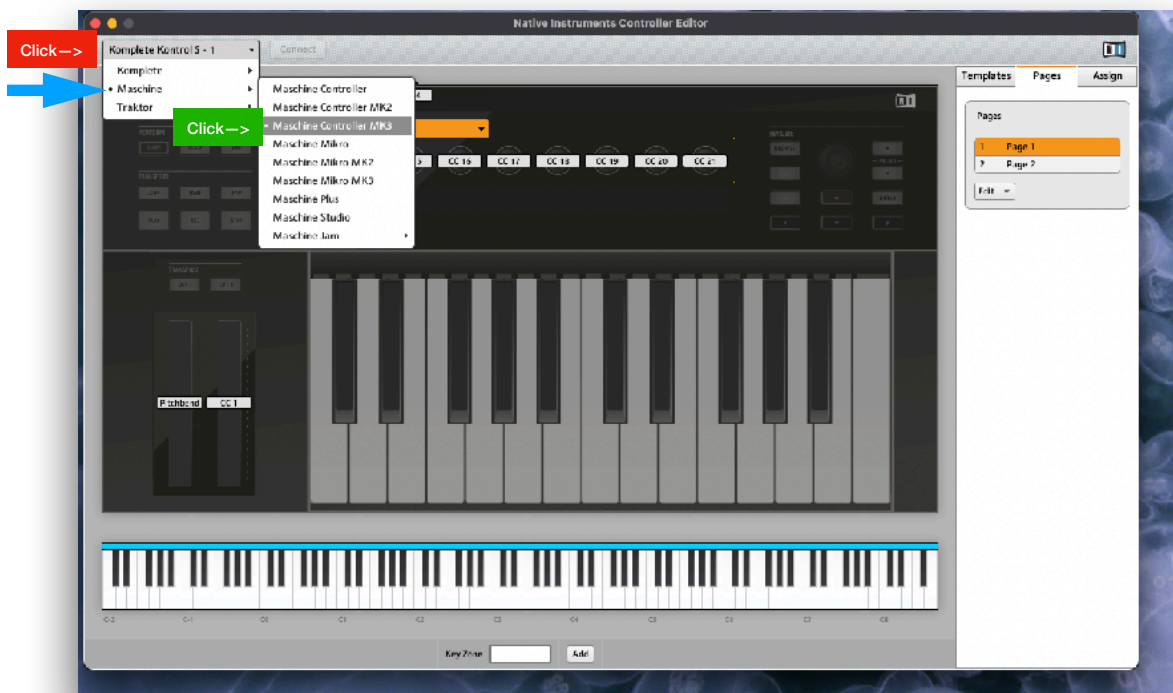 Native Instruments Controller Editor
Click—>
Komplete Kontrol S - 1
Connect
Komplete
Maschine
Traktor
Click—>
Maschine Controller
Maschine Controller MK2
Maschine Controller MK3
Maschine Mikro
Maschine Mikro MK2
Maschine Mikro MK3
Maschine Plus
Maschine Studio
Maschine Jam
CC 16 CC 17 CC 18 CC 19 CC 20 CC 21
TRANSPOSE
Pitchbend CC 1
Templates Pages Assign
Pages
1 Page 1
2 Page 2
Edit
C-2 C-1 C0 C1 C2 C3 C4 C5 C6 C7 C8
Key Zone Add